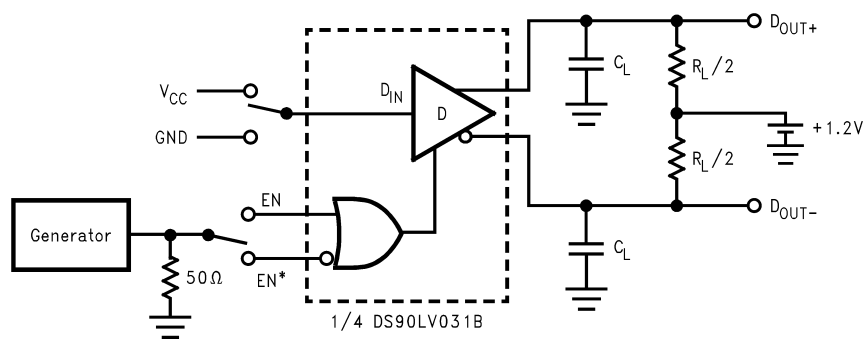 D_OUT+
C_L
R_L/2
V_CC
D_IN
D
GND
+1.2V
R_L/2
EN
D_OUT−
Generator
C_L
50Ω
EN*
1/4 DS90LV031B